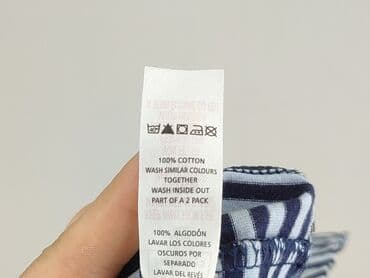 100% COTTON
WASH SIMILAR COLOURS
TOGETHER
WASH INSIDE OUT
PART OF A 2 PACK
100% ALGODÓN
LAVAR LOS COLORES
OSCUROS POR
SEPARADO
LAVAR DEL REVÉS